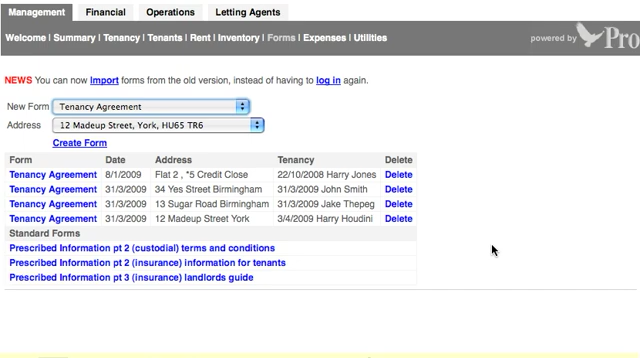 Management Financial Operations Letting Agents
Welcome | Summary | Tenancy | Tenants | Rent | Inventory | Forms | Expenses | Utilities powered by Pro
NEWS You can now Import forms from the old version, instead of having to log in again.
New Form Tenancy Agreement
Address 12 Madeup Street, York, HU65 TR6
Create Form
Form Date Address Tenancy Delete
Tenancy Agreement 8/1/2009 Flat 2 , *5 Credit Close 22/10/2008 Harry Jones Delete
Tenancy Agreement 31/3/2009 34 Yes Street Birmingham 31/3/2009 John Smith Delete
Tenancy Agreement 31/3/2009 13 Sugar Road Birmingham 31/3/2009 Jake Thepeg Delete
Tenancy Agreement 31/3/2009 12 Madeup Street York 3/4/2009 Harry Houdini Delete
Standard Forms
Prescribed Information pt 2 (custodial) terms and conditions
Prescribed Information pt 2 (insurance) information for tenants
Prescribed Information pt 3 (insurance) landlords guide